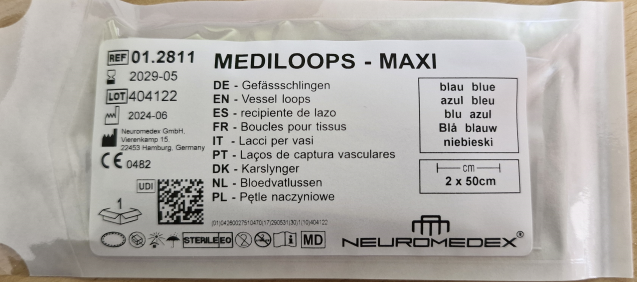 REF 01.2811
2029-05
LOT 404122
2024-06
Neuromedex GmbH,
Vierenkamp 15
22453 Hamburg, Germany
CE 0482
UDI
1
MEDILOOPS - MAXI
DE - Gefässschlingen
EN - Vessel loops
ES - recipiente de lazo
FR - Boucles pour tissus
IT - Lacci per vasi
PT - Laços de captura vasculares
DK - Karslynger
NL - Bloedvatlussen
PL - Pętle naczyniowe
blau blue
azul bleu
blu azul
Blå blauw
niebieski
cm
2 x 50cm
STERILE EO
MD
NEUROMEDEX®